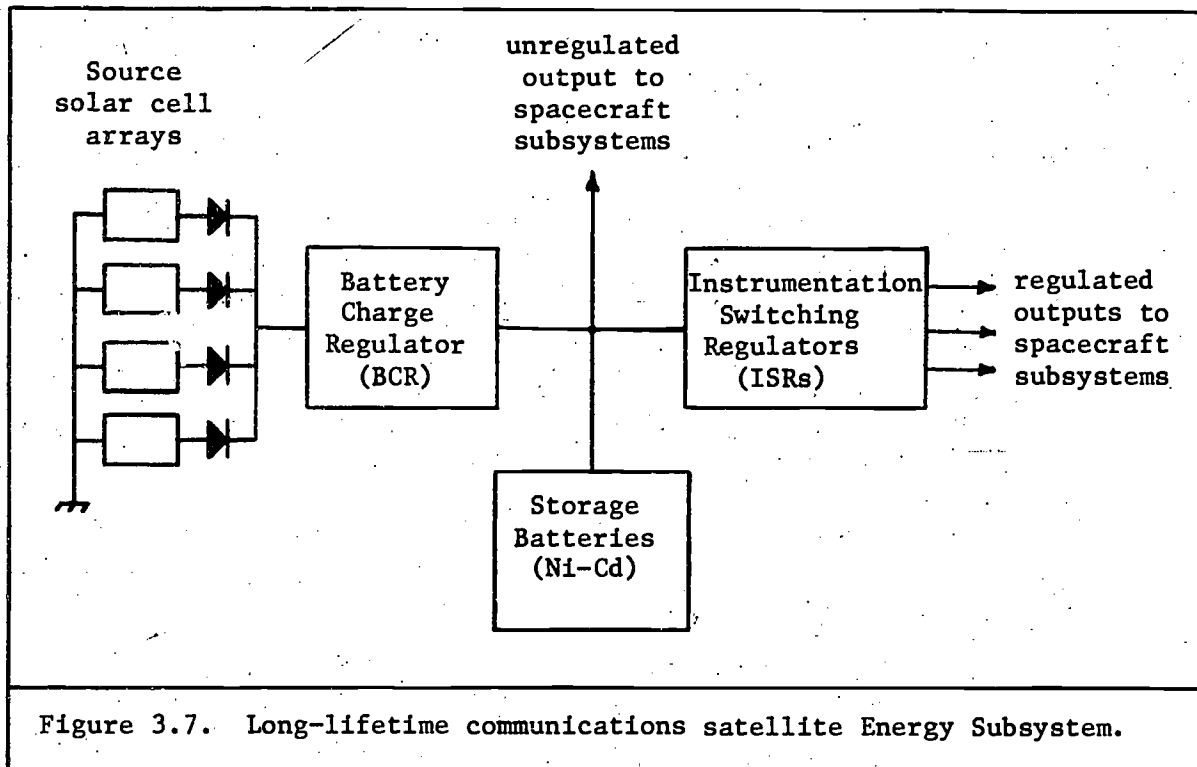 Source
solar cell
arrays
unregulated
output to
spacecraft
subsystems
Battery
Charge
Regulator
(BCR)
Instrumentation
Switching
Regulators
(ISRs)
regulated
outputs to
spacecraft
subsystems
Storage
Batteries
(Ni-Cd)
Figure 3.7. Long-lifetime communications satellite Energy Subsystem.